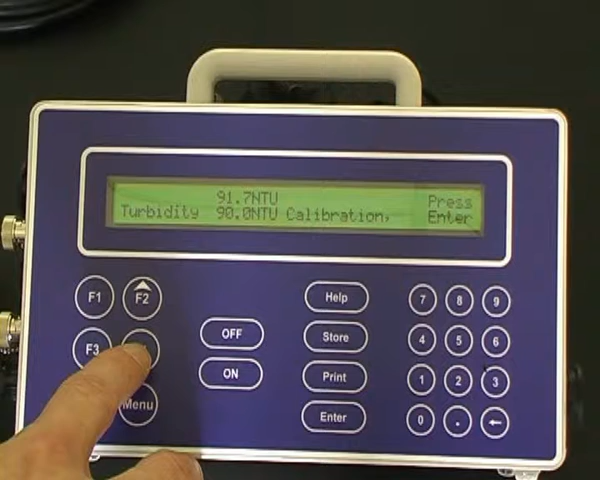 91.7NTU Press
Turbidity 90.0NTU Calibration, Enter
F1 F2 Help 7 8 9
F3 OFF Store 4 5 6
ON Print 1 2 3
Menu Enter 0 . ←